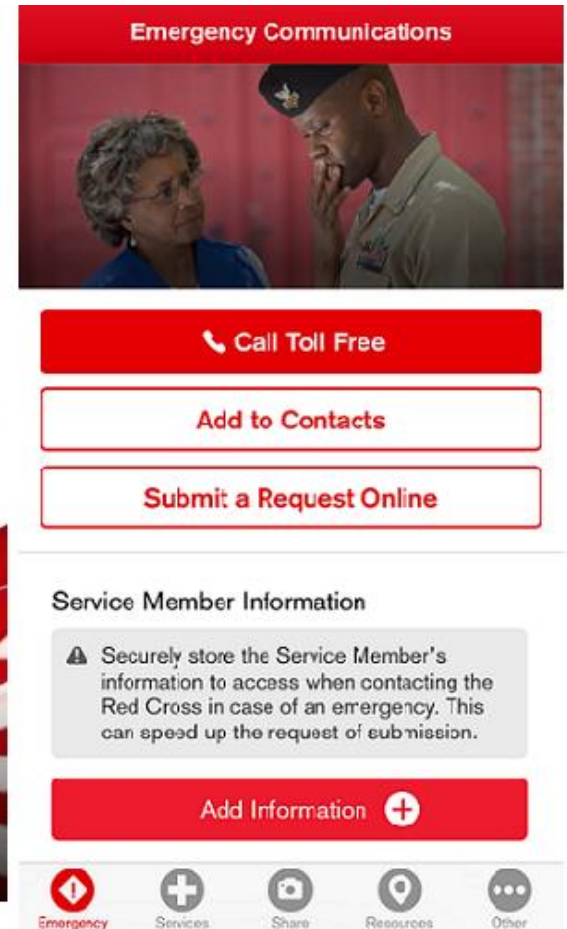 Emergency Communications
Call Toll Free
Add to Contacts
Submit a Request Online
Service Member Information
Securely store the Service Member's
information to access when contacting the
Red Cross in case of an emergency. This
can speed up the request of submission.
Add Information
Emergency Services Share Resources Other